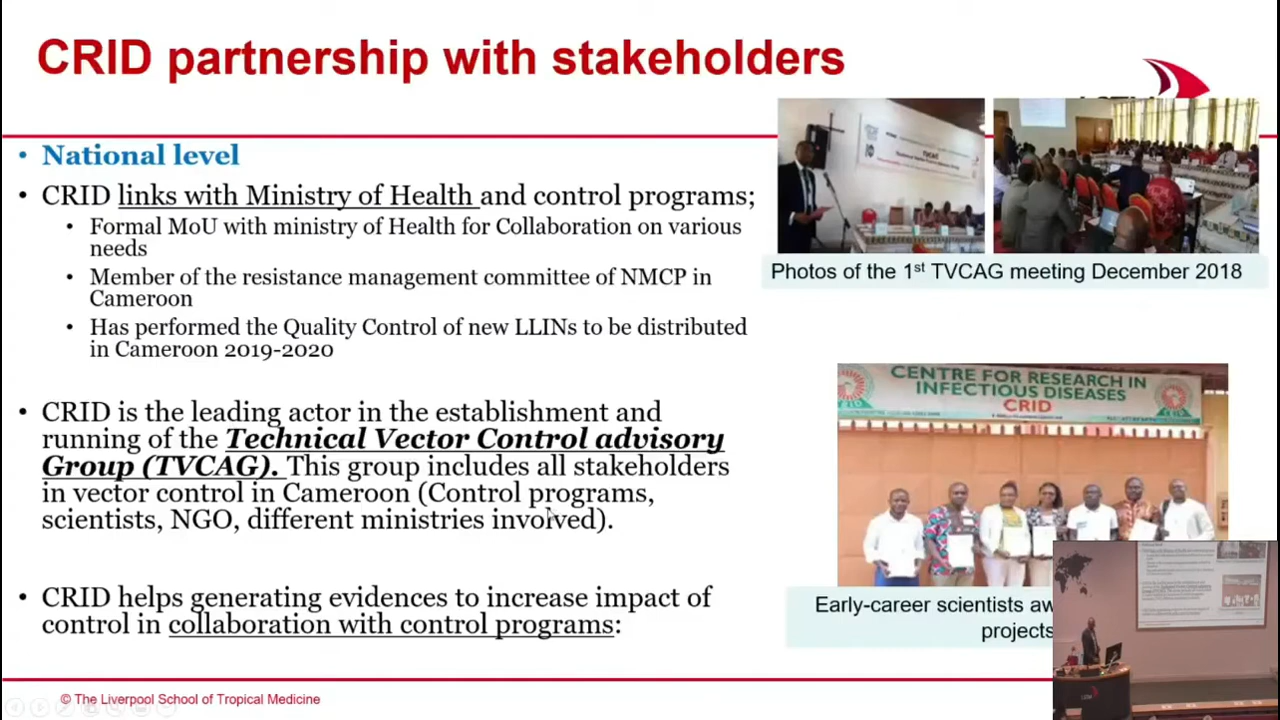 CRID partnership with stakeholders
• National level
• CRID links with Ministry of Health and control programs;
• Formal MoU with ministry of Health for Collaboration on various
needs
• Member of the resistance management committee of NMCP in
Cameroon
• Has performed the Quality Control of new LLINs to be distributed
in Cameroon 2019-2020
• CRID is the leading actor in the establishment and
running of the Technical Vector Control advisory
Group (TVCAG). This group includes all stakeholders
in vector control in Cameroon (Control programs,
scientists, NGO, different ministries involved).
• CRID helps generating evidences to increase impact of
control in collaboration with control programs:
Photos of the 1st TVCAG meeting December 2018
CENTRE FOR RESEARCH IN
INFECTIOUS DISEASES
CRID
Early-career scientists
projects
© The Liverpool School of Tropical Medicine